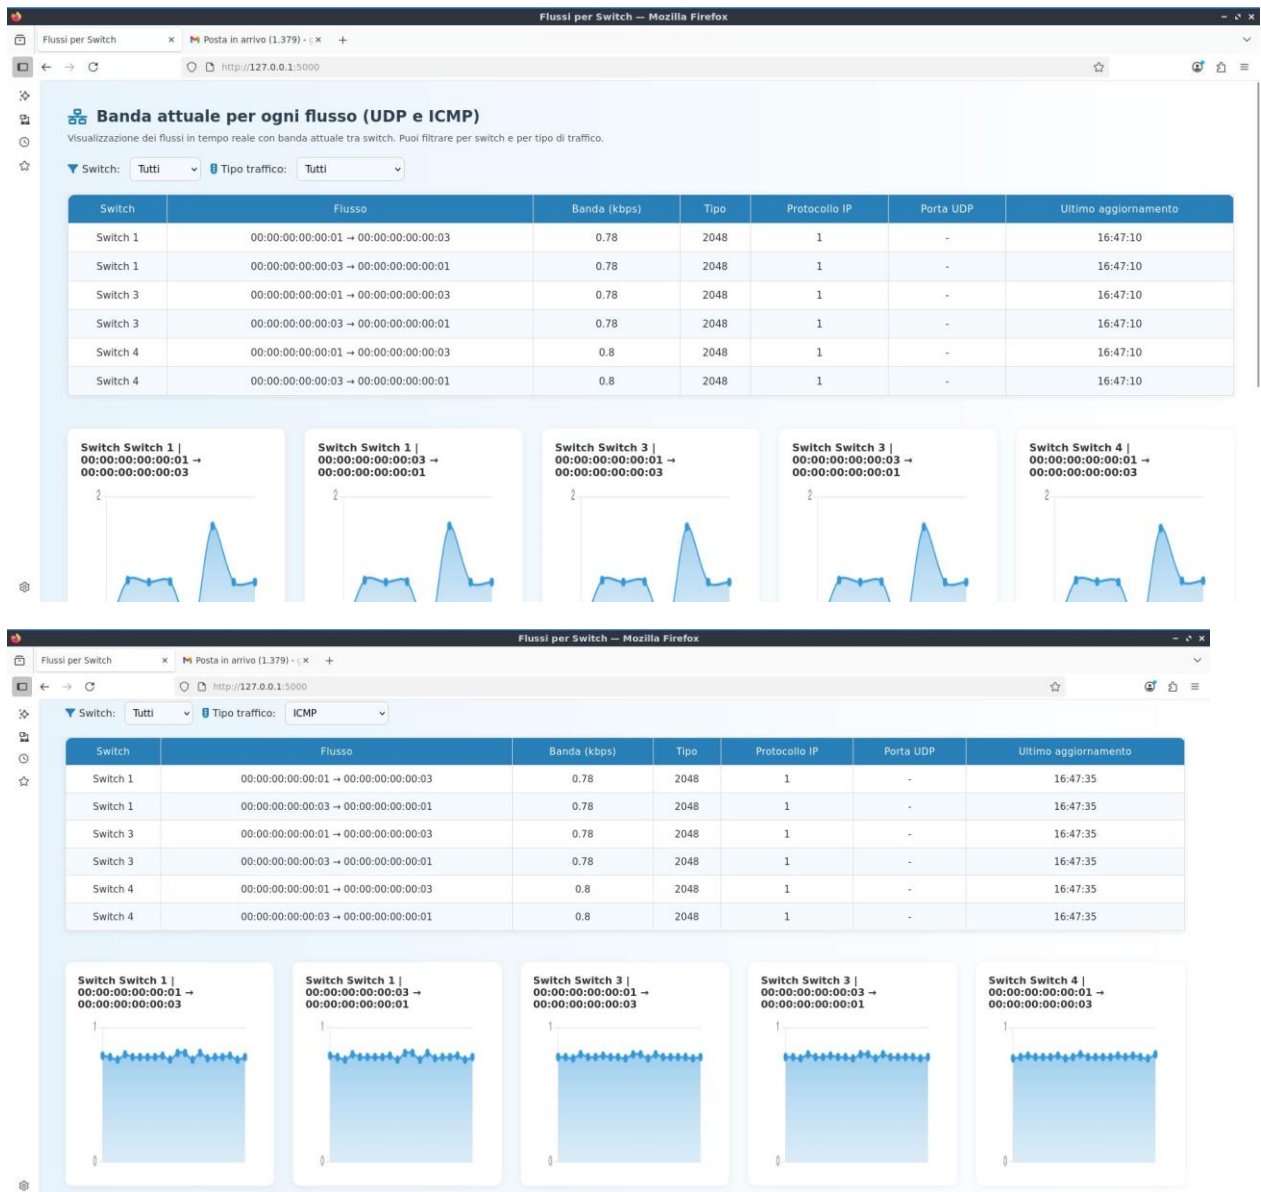 Flussi per Switch — Mozilla Firefox
Flussi per Switch × Posta in arrivo (1.379) - × +
http://127.0.0.1:5000
Banda attuale per ogni flusso (UDP e ICMP)
Visualizzazione dei flussi in tempo reale con banda attuale tra switch. Puoi filtrare per switch e per tipo di traffico.
Switch: Tutti Tipo traffico: Tutti
Switch Flusso Banda (kbps) Tipo Protocollo IP Porta UDP Ultimo aggiornamento
Switch 1 00:00:00:00:00:01 → 00:00:00:00:00:03 0.78 2048 1 - 16:47:10
Switch 1 00:00:00:00:00:03 → 00:00:00:00:00:01 0.78 2048 1 - 16:47:10
Switch 3 00:00:00:00:00:01 → 00:00:00:00:00:03 0.78 2048 1 - 16:47:10
Switch 3 00:00:00:00:00:03 → 00:00:00:00:00:01 0.78 2048 1 - 16:47:10
Switch 4 00:00:00:00:00:01 → 00:00:00:00:00:03 0.8 2048 1 - 16:47:10
Switch 4 00:00:00:00:00:03 → 00:00:00:00:00:01 0.8 2048 1 - 16:47:10
Switch Switch 1 |
00:00:00:00:00:01 →
00:00:00:00:00:03
2
Switch Switch 1 |
00:00:00:00:00:03 →
00:00:00:00:00:01
2
Switch Switch 3 |
00:00:00:00:00:01 →
00:00:00:00:00:03
2
Switch Switch 3 |
00:00:00:00:00:03 →
00:00:00:00:00:01
2
Switch Switch 4 |
00:00:00:00:00:01 →
00:00:00:00:00:03
2
Flussi per Switch — Mozilla Firefox
Flussi per Switch × Posta in arrivo (1.379) - × +
http://127.0.0.1:5000
Switch: Tutti Tipo traffico: ICMP
Switch Flusso Banda (kbps) Tipo Protocollo IP Porta UDP Ultimo aggiornamento
Switch 1 00:00:00:00:00:01 → 00:00:00:00:00:03 0.78 2048 1 - 16:47:35
Switch 1 00:00:00:00:00:03 → 00:00:00:00:00:01 0.78 2048 1 - 16:47:35
Switch 3 00:00:00:00:00:01 → 00:00:00:00:00:03 0.78 2048 1 - 16:47:35
Switch 3 00:00:00:00:00:03 → 00:00:00:00:00:01 0.78 2048 1 - 16:47:35
Switch 4 00:00:00:00:00:01 → 00:00:00:00:00:03 0.8 2048 1 - 16:47:35
Switch 4 00:00:00:00:00:03 → 00:00:00:00:00:01 0.8 2048 1 - 16:47:35
Switch Switch 1 |
00:00:00:00:00:01 →
00:00:00:00:00:03
1
0
Switch Switch 1 |
00:00:00:00:00:03 →
00:00:00:00:00:01
1
0
Switch Switch 3 |
00:00:00:00:00:01 →
00:00:00:00:00:03
1
0
Switch Switch 3 |
00:00:00:00:00:03 →
00:00:00:00:00:01
1
0
Switch Switch 4 |
00:00:00:00:00:01 →
00:00:00:00:00:03
1
0